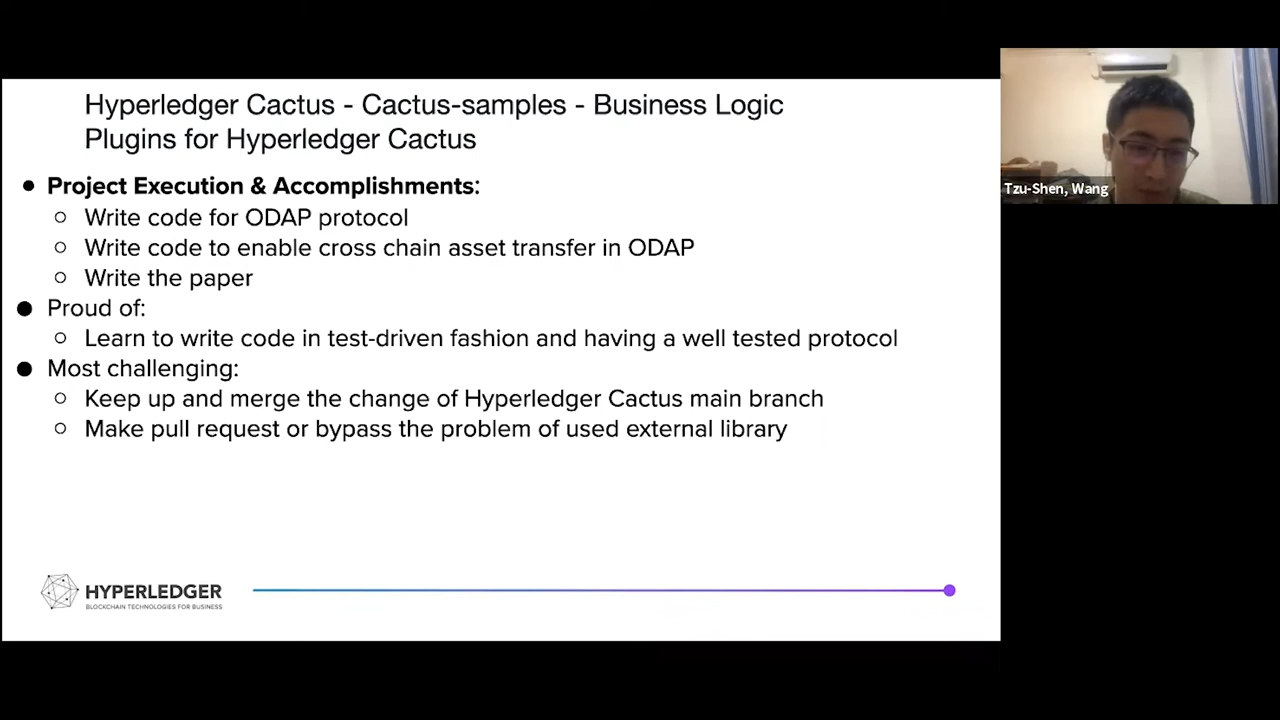 Hyperledger Cactus - Cactus-samples - Business Logic
Plugins for Hyperledger Cactus
Project Execution & Accomplishments:
Write code for ODAP protocol
Write code to enable cross chain asset transfer in ODAP
Write the paper
Proud of:
Learn to write code in test-driven fashion and having a well tested protocol
Most challenging:
Keep up and merge the change of Hyperledger Cactus main branch
Make pull request or bypass the problem of used external library
HYPERLEDGER
BLOCKCHAIN TECHNOLOGIES FOR BUSINESS
Tzu-Shen, Wang